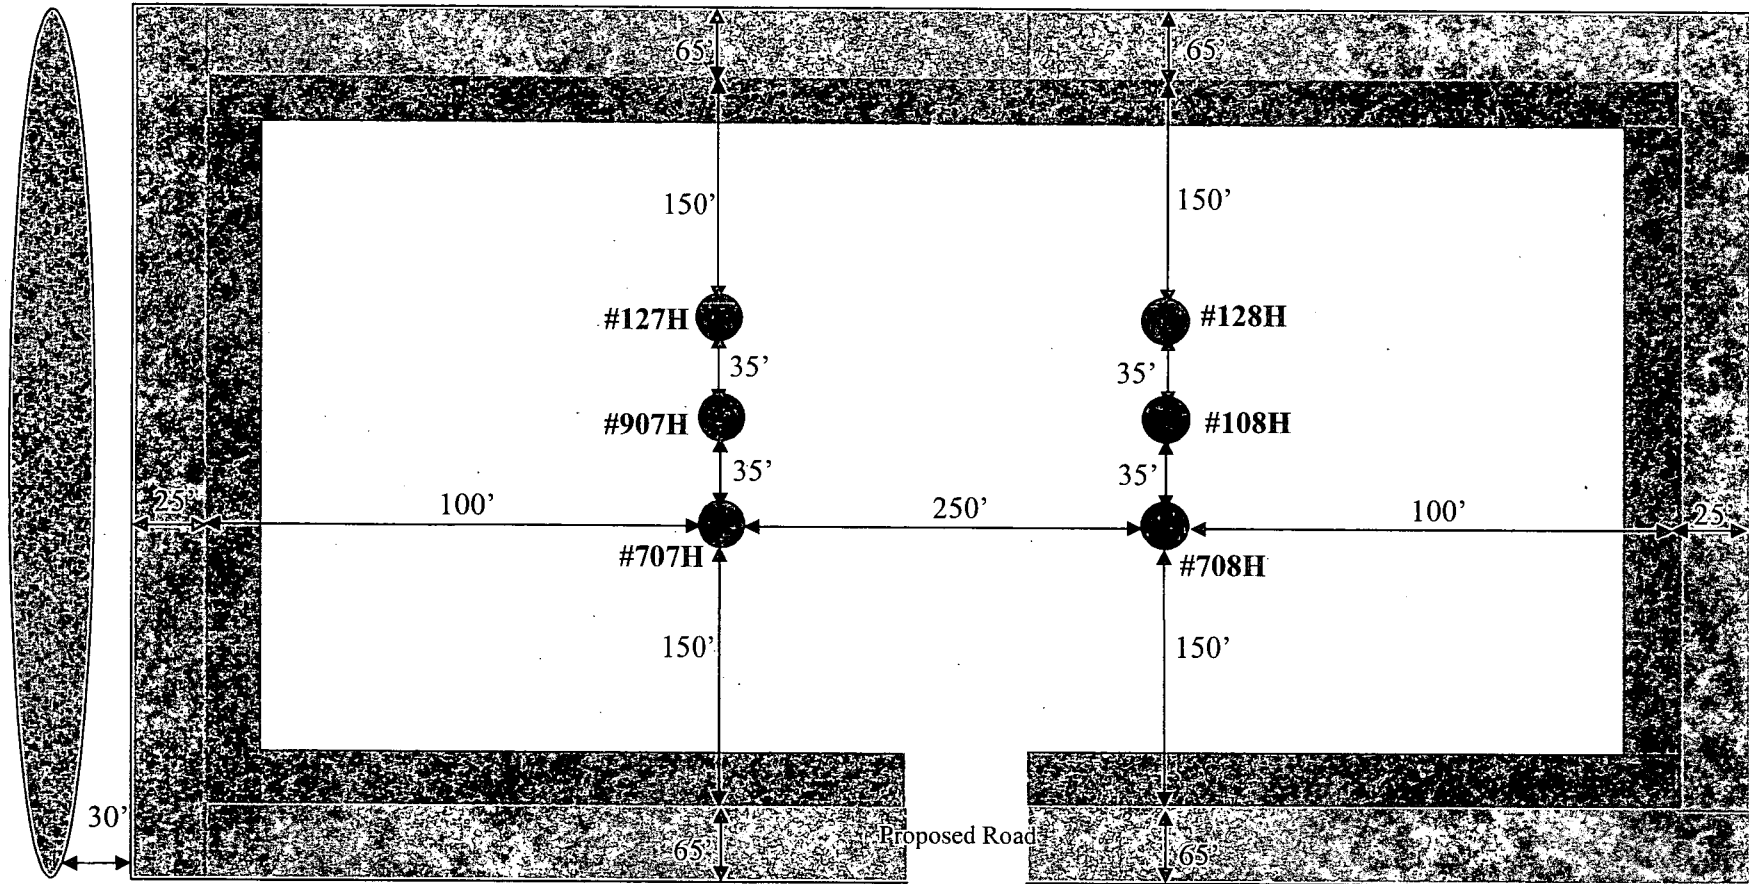 65’ 65’
150’ 150’
#127H #128H
35’ 35’
#907H #108H
35’ 35’
25’ 100’ 250’ 100’ 25’
#707H #708H
150’ 150’
30’
65’ Proposed Road 65’